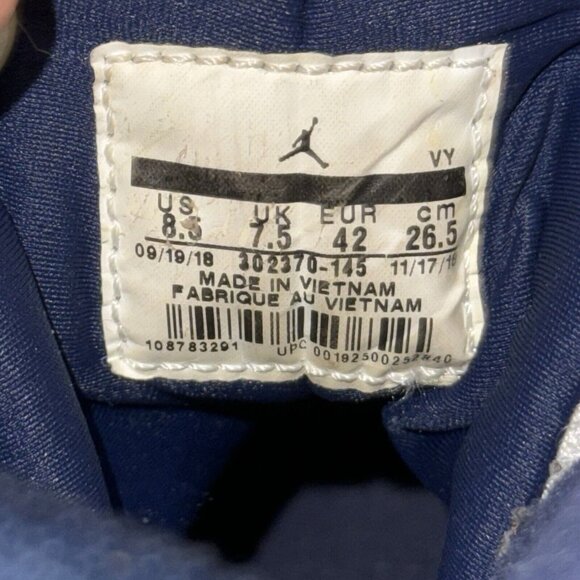 VY
US UK EUR cm
8.5 7.5 42 26.5
09/19/18 302370-145
MADE IN VIETNAM
FABRIQUE AU VIETNAM
108783291 UPC